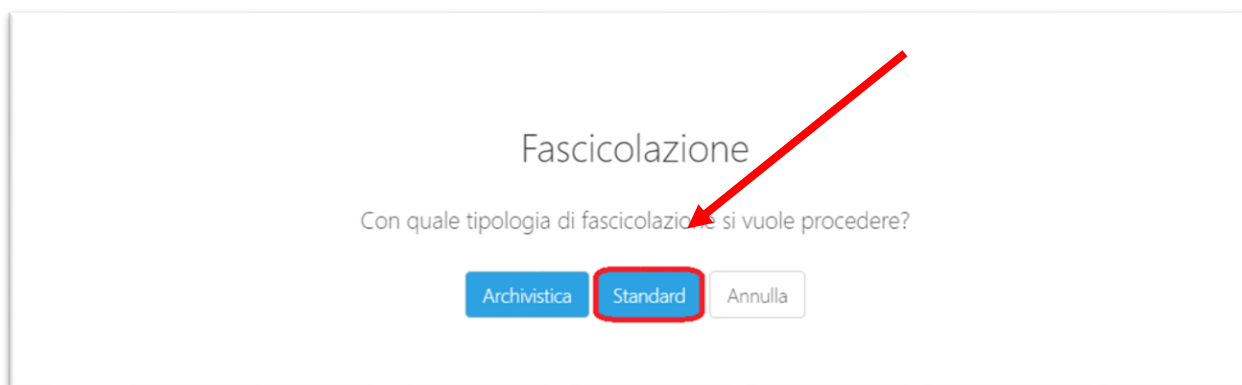 Fascicolazione
Con quale tipologia di fascicolazione si vuole procedere?
Archivistica Standard Annulla